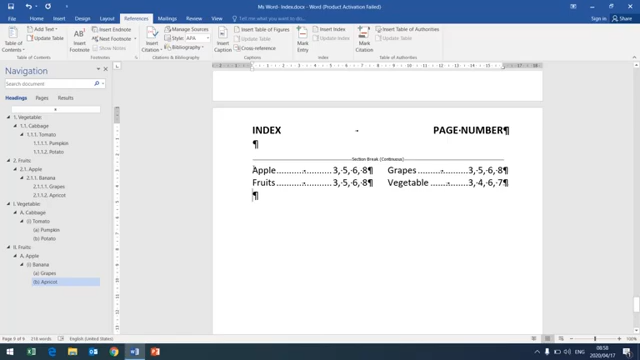 Ms Word - Index.docx - Word (Product Activation Failed)
File Home Insert Design Layout References Mailings Review View Tell me what you want to do... Sign in Share
Table of Contents
Add Text
Update Table
Table of Contents
AB¹
Insert Footnote
Insert Endnote
Next Footnote
Show Notes
Footnotes
Insert Citation
Manage Sources
Style: APA
Bibliography
Citations & Bibliography
Insert Caption
Insert Table of Figures
Update Table
Cross-reference
Captions
Mark Entry
Insert Index
Update Index
Index
Mark Citation
Insert Table of Authorities
Update Table
Table of Authorities
Navigation
Search document
Headings Pages Results
1. Vegetable:
1.1. Cabbage
1.1.1. Tomato
1.1.1.1. Pumpkin
1.1.1.2. Potato
2. Fruits
2.1. Apple
2.1.1. Banana
2.1.1.1. Grapes
2.1.1.2. Apricot
I. Vegetable:
A. Cabbage
(i) Tomato
(a) Pumpkin
(b) Potato
II. Fruits
A. Apple
(i) Banana
(a) Grapes
(b) Apricot
INDEX → PAGE·NUMBER¶
¶
Section Break (Continuous)
Apple............→............3,·5,·6,·8¶ Grapes............→............3,·5,·6,·8¶
Fruits............→............3,·5,·6,·8¶ Vegetable............→............3,·4,·6,·7¶
¶
Page 9 of 9 216 words English (United States) 100%
ENG 06:58 2020/04/17